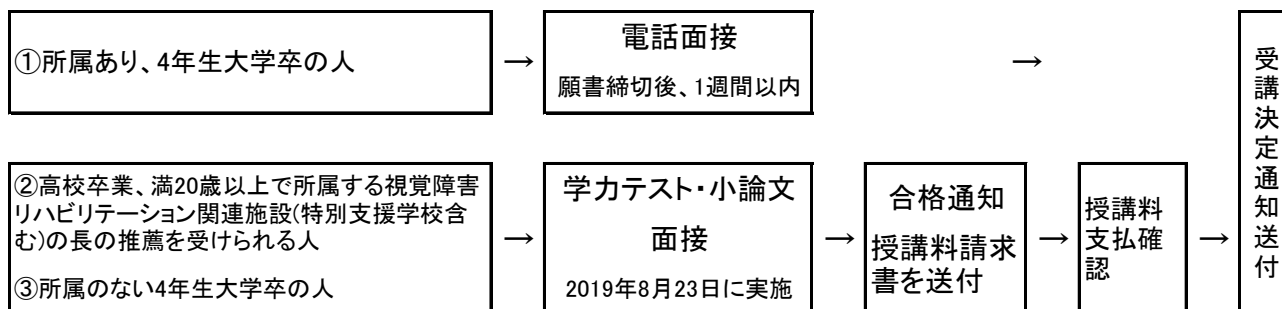 ①所属あり、4年生大学卒の人
→
電話面接
願書締切後、1週間以内
→
②高校卒業、満20歳以上で所属する視覚障害
リハビリテーション関連施設(特別支援学校含
む)の長の推薦を受けられる人
③所属のない4年生大学卒の人
→
学力テスト・小論文
面接
2019年8月23日に実施
→
合格通知
授講料請求
書を送付
→
授講料
支払確
認
→
受講決定通知送付